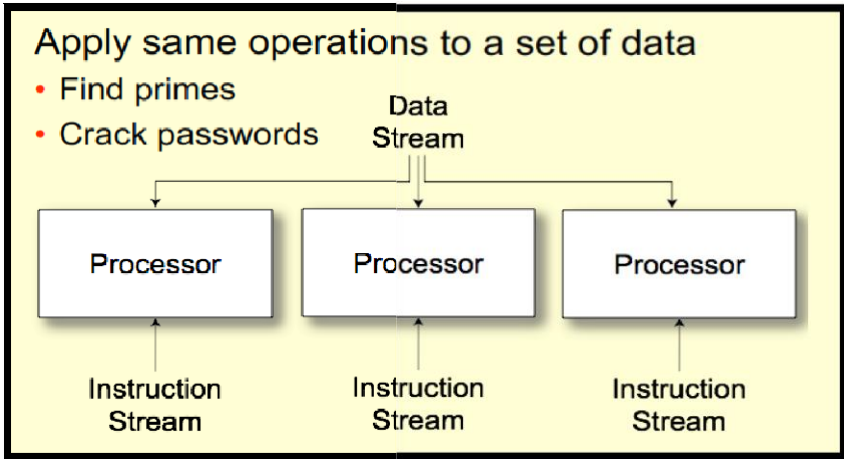 Apply same operations to a set of data
• Find primes
• Crack passwords
Data
Stream
Processor
Processor
Processor
Instruction
Stream
Instruction
Stream
Instruction
Stream